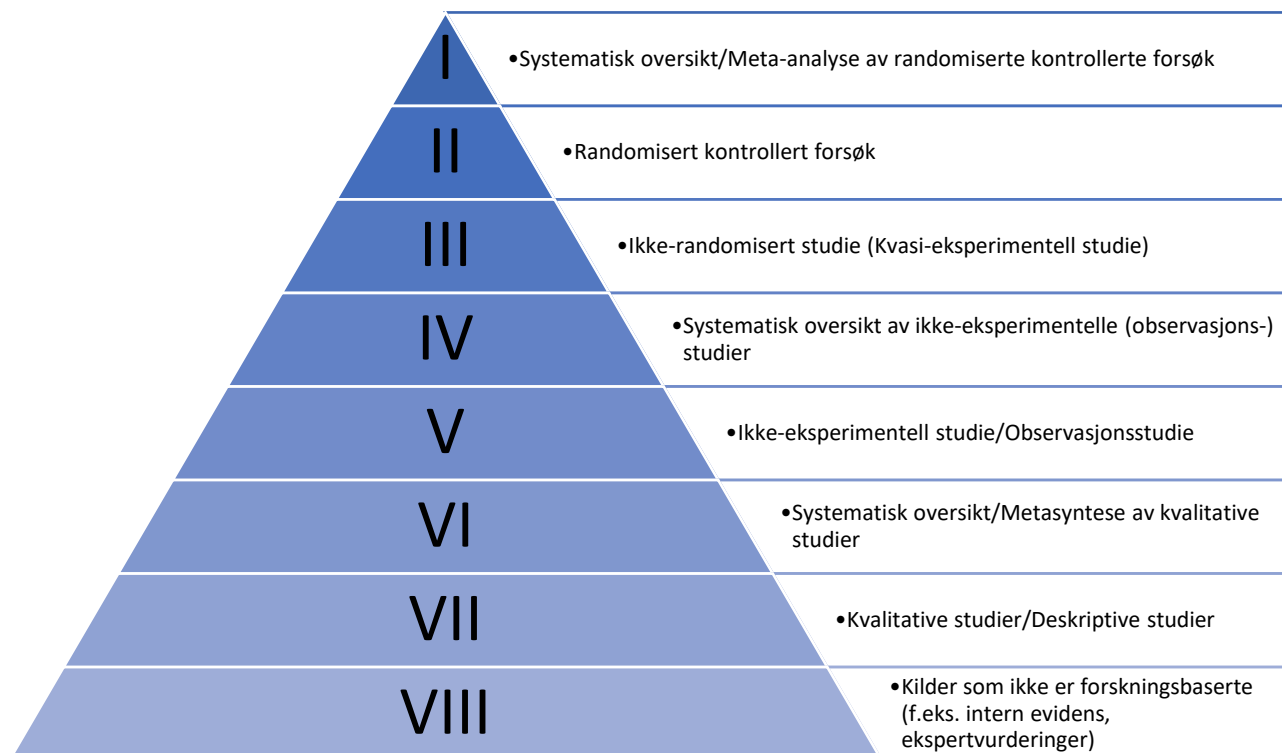 I
•Systematisk oversikt/Meta-analyse av randomiserte kontrollerte forsøk
II
•Randomisert kontrollert forsøk
III
•Ikke-randomisert studie (Kvasi-eksperimentell studie)
IV
•Systematisk oversikt av ikke-eksperimentelle (observasjons-)
studier
V
•Ikke-eksperimentell studie/Observasjonsstudie
VI
•Systematisk oversikt/Metasyntese av kvalitative
studier
VII
•Kvalitative studier/Deskriptive studier
VIII
•Kilder som ikke er forskningsbaserte
(f.eks. intern evidens,
ekspertvurderinger)